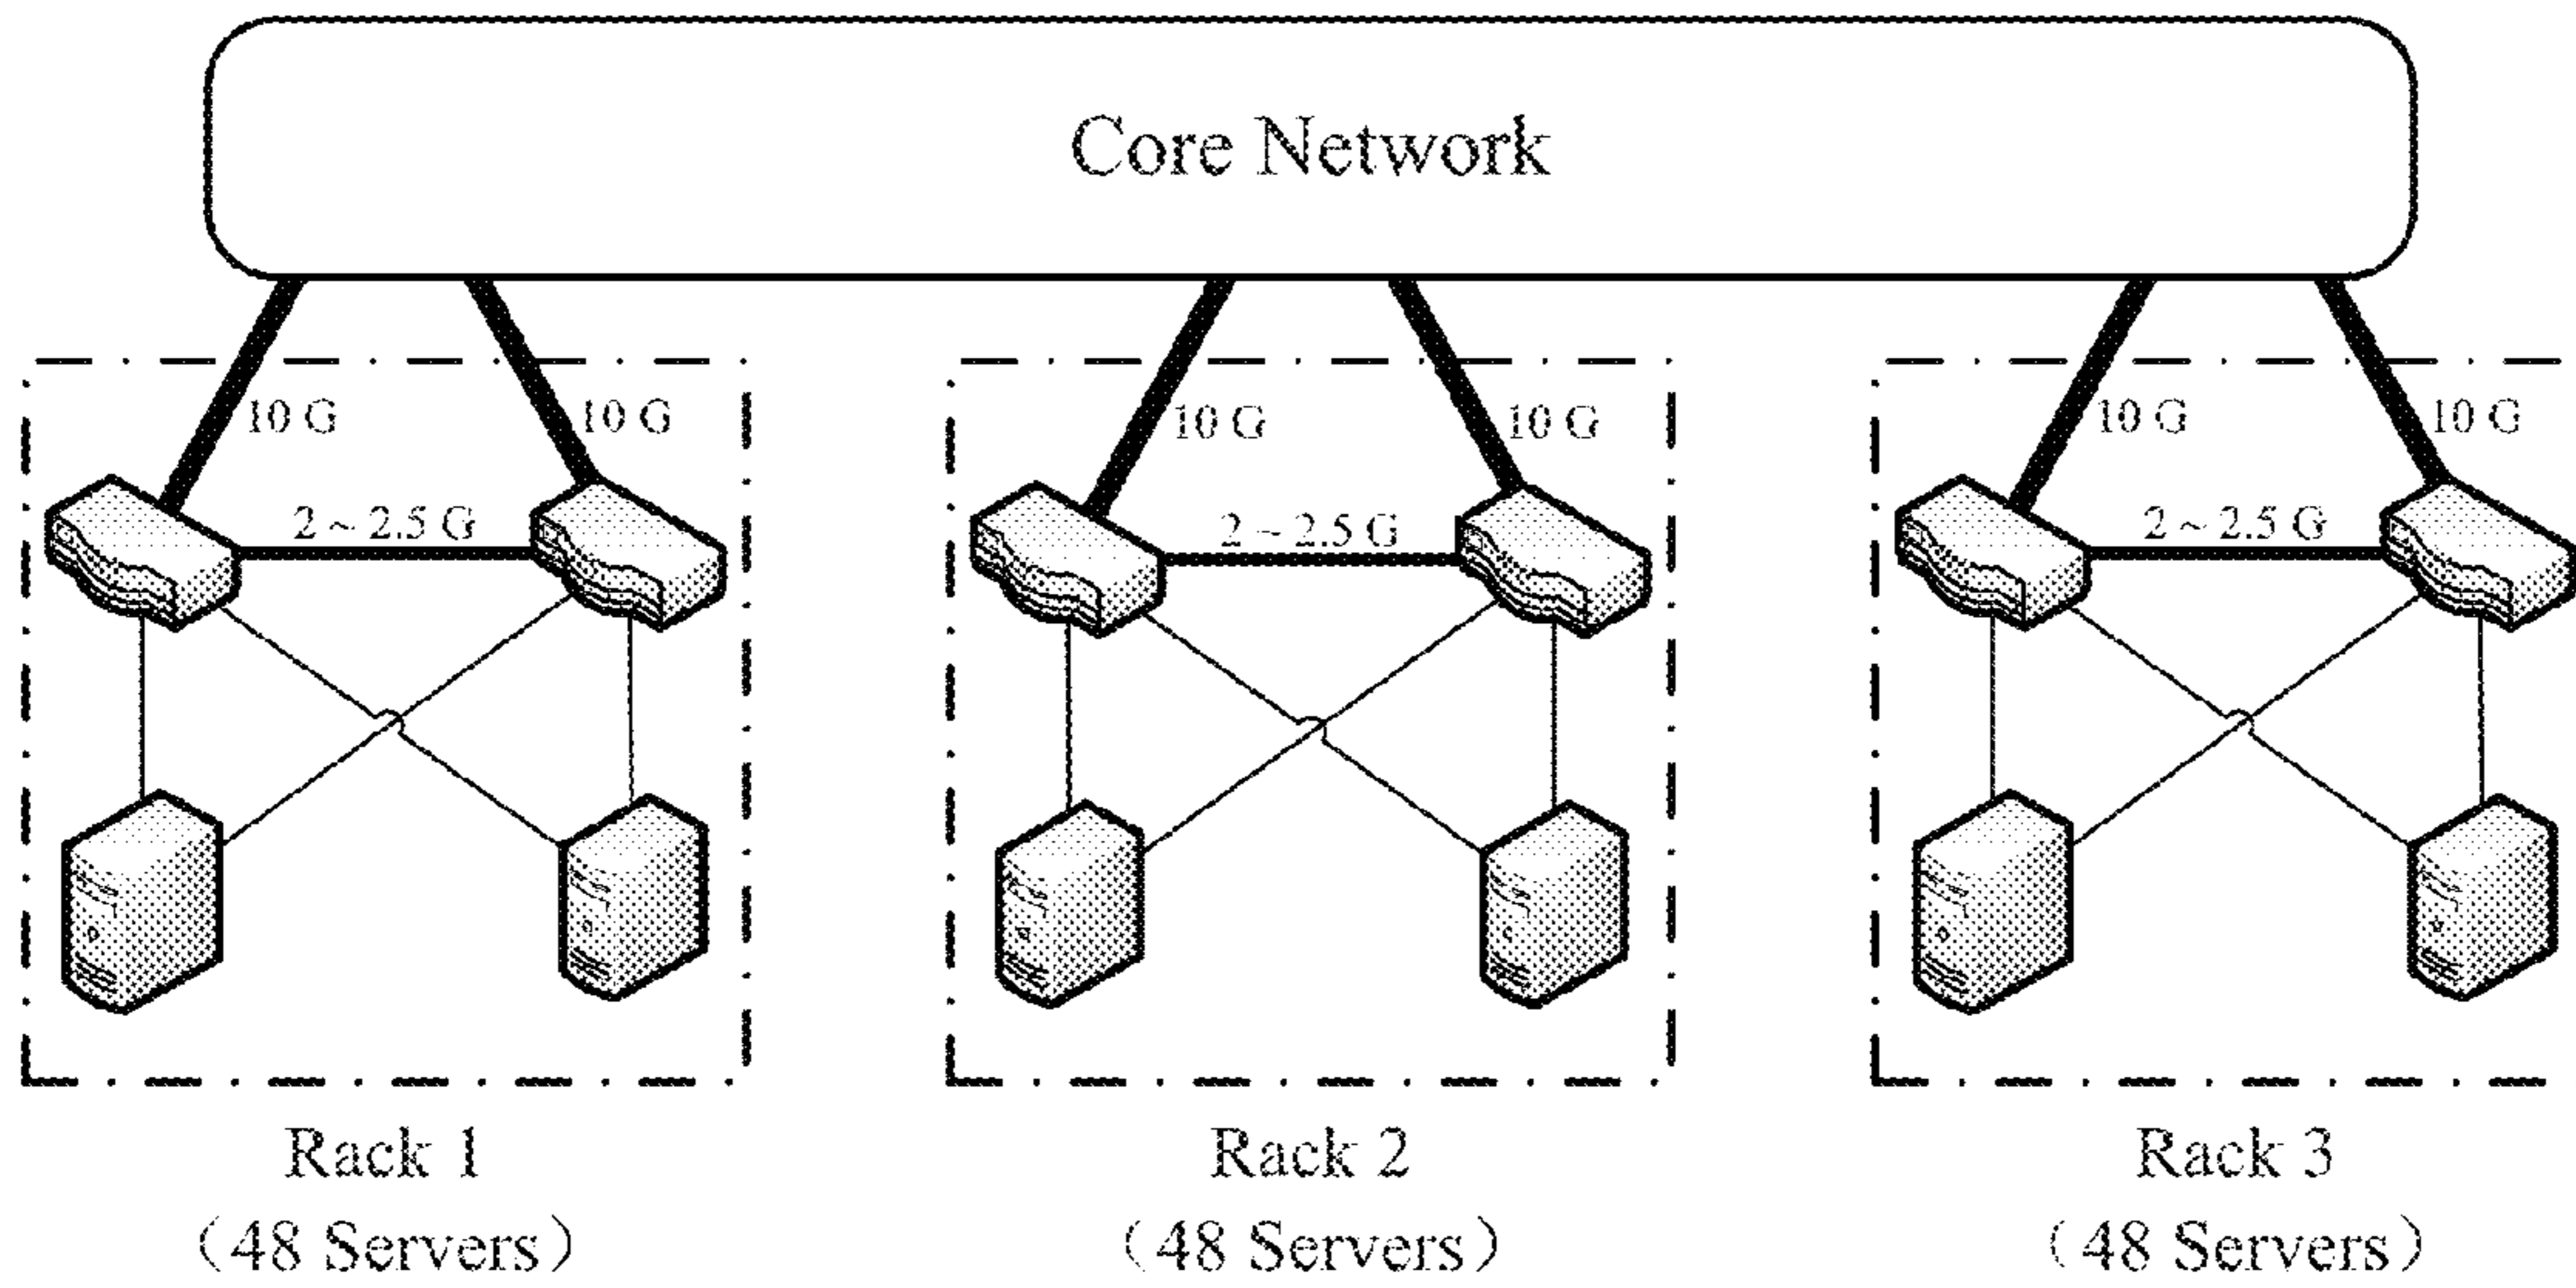 Core Network
10 G
10 G
10 G
10 G
10 G
10 G
2 ~ 2.5 G
2 ~ 2.5 G
2 ~ 2.5 G
Rack 1
Rack 2
Rack 3
（48 Servers）
（48 Servers）
（48 Servers）